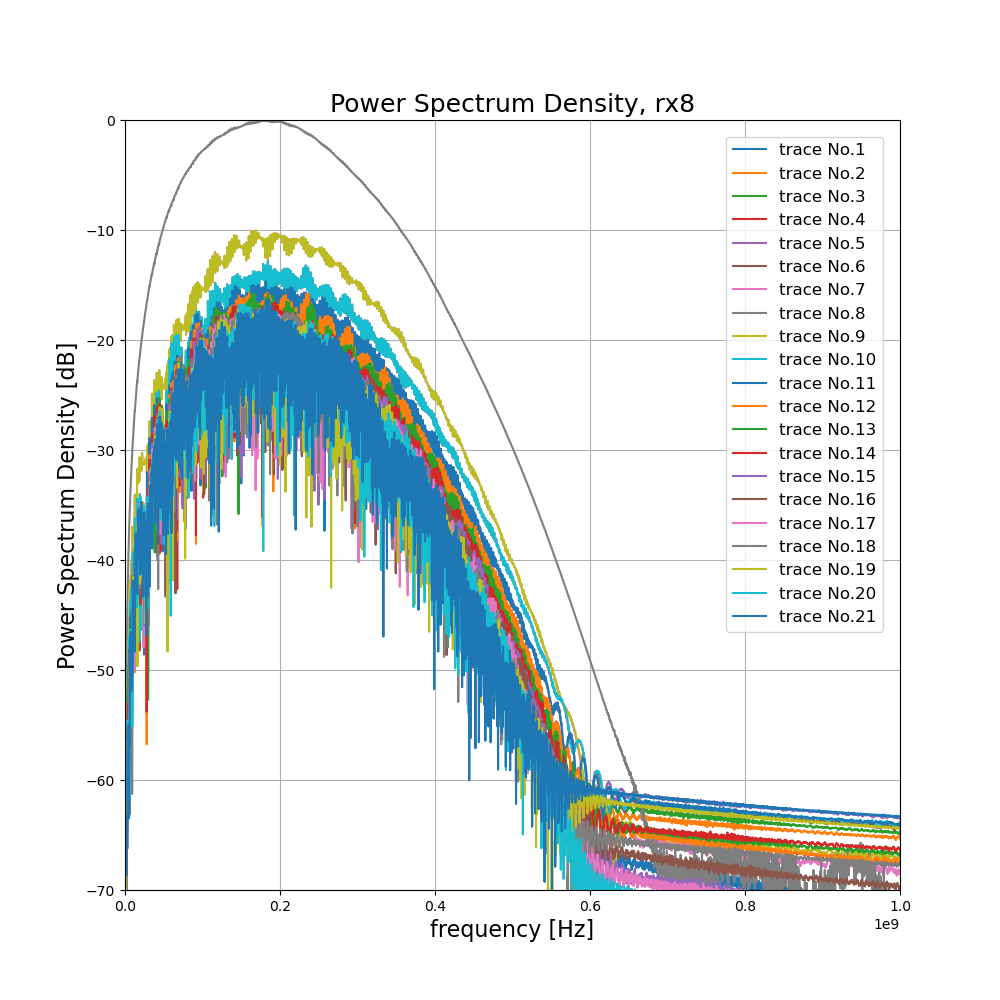 Power Spectrum Density, rx8
Power Spectrum Density [dB]
0
−10
−20
−30
−40
−50
−60
−70
trace No.1
trace No.2
trace No.3
trace No.4
trace No.5
trace No.6
trace No.7
trace No.8
trace No.9
trace No.10
trace No.11
trace No.12
trace No.13
trace No.14
trace No.15
trace No.16
trace No.17
trace No.18
trace No.19
trace No.20
trace No.21
0.0 0.2 0.4 0.6 0.8 1.0
1e9
frequency [Hz]